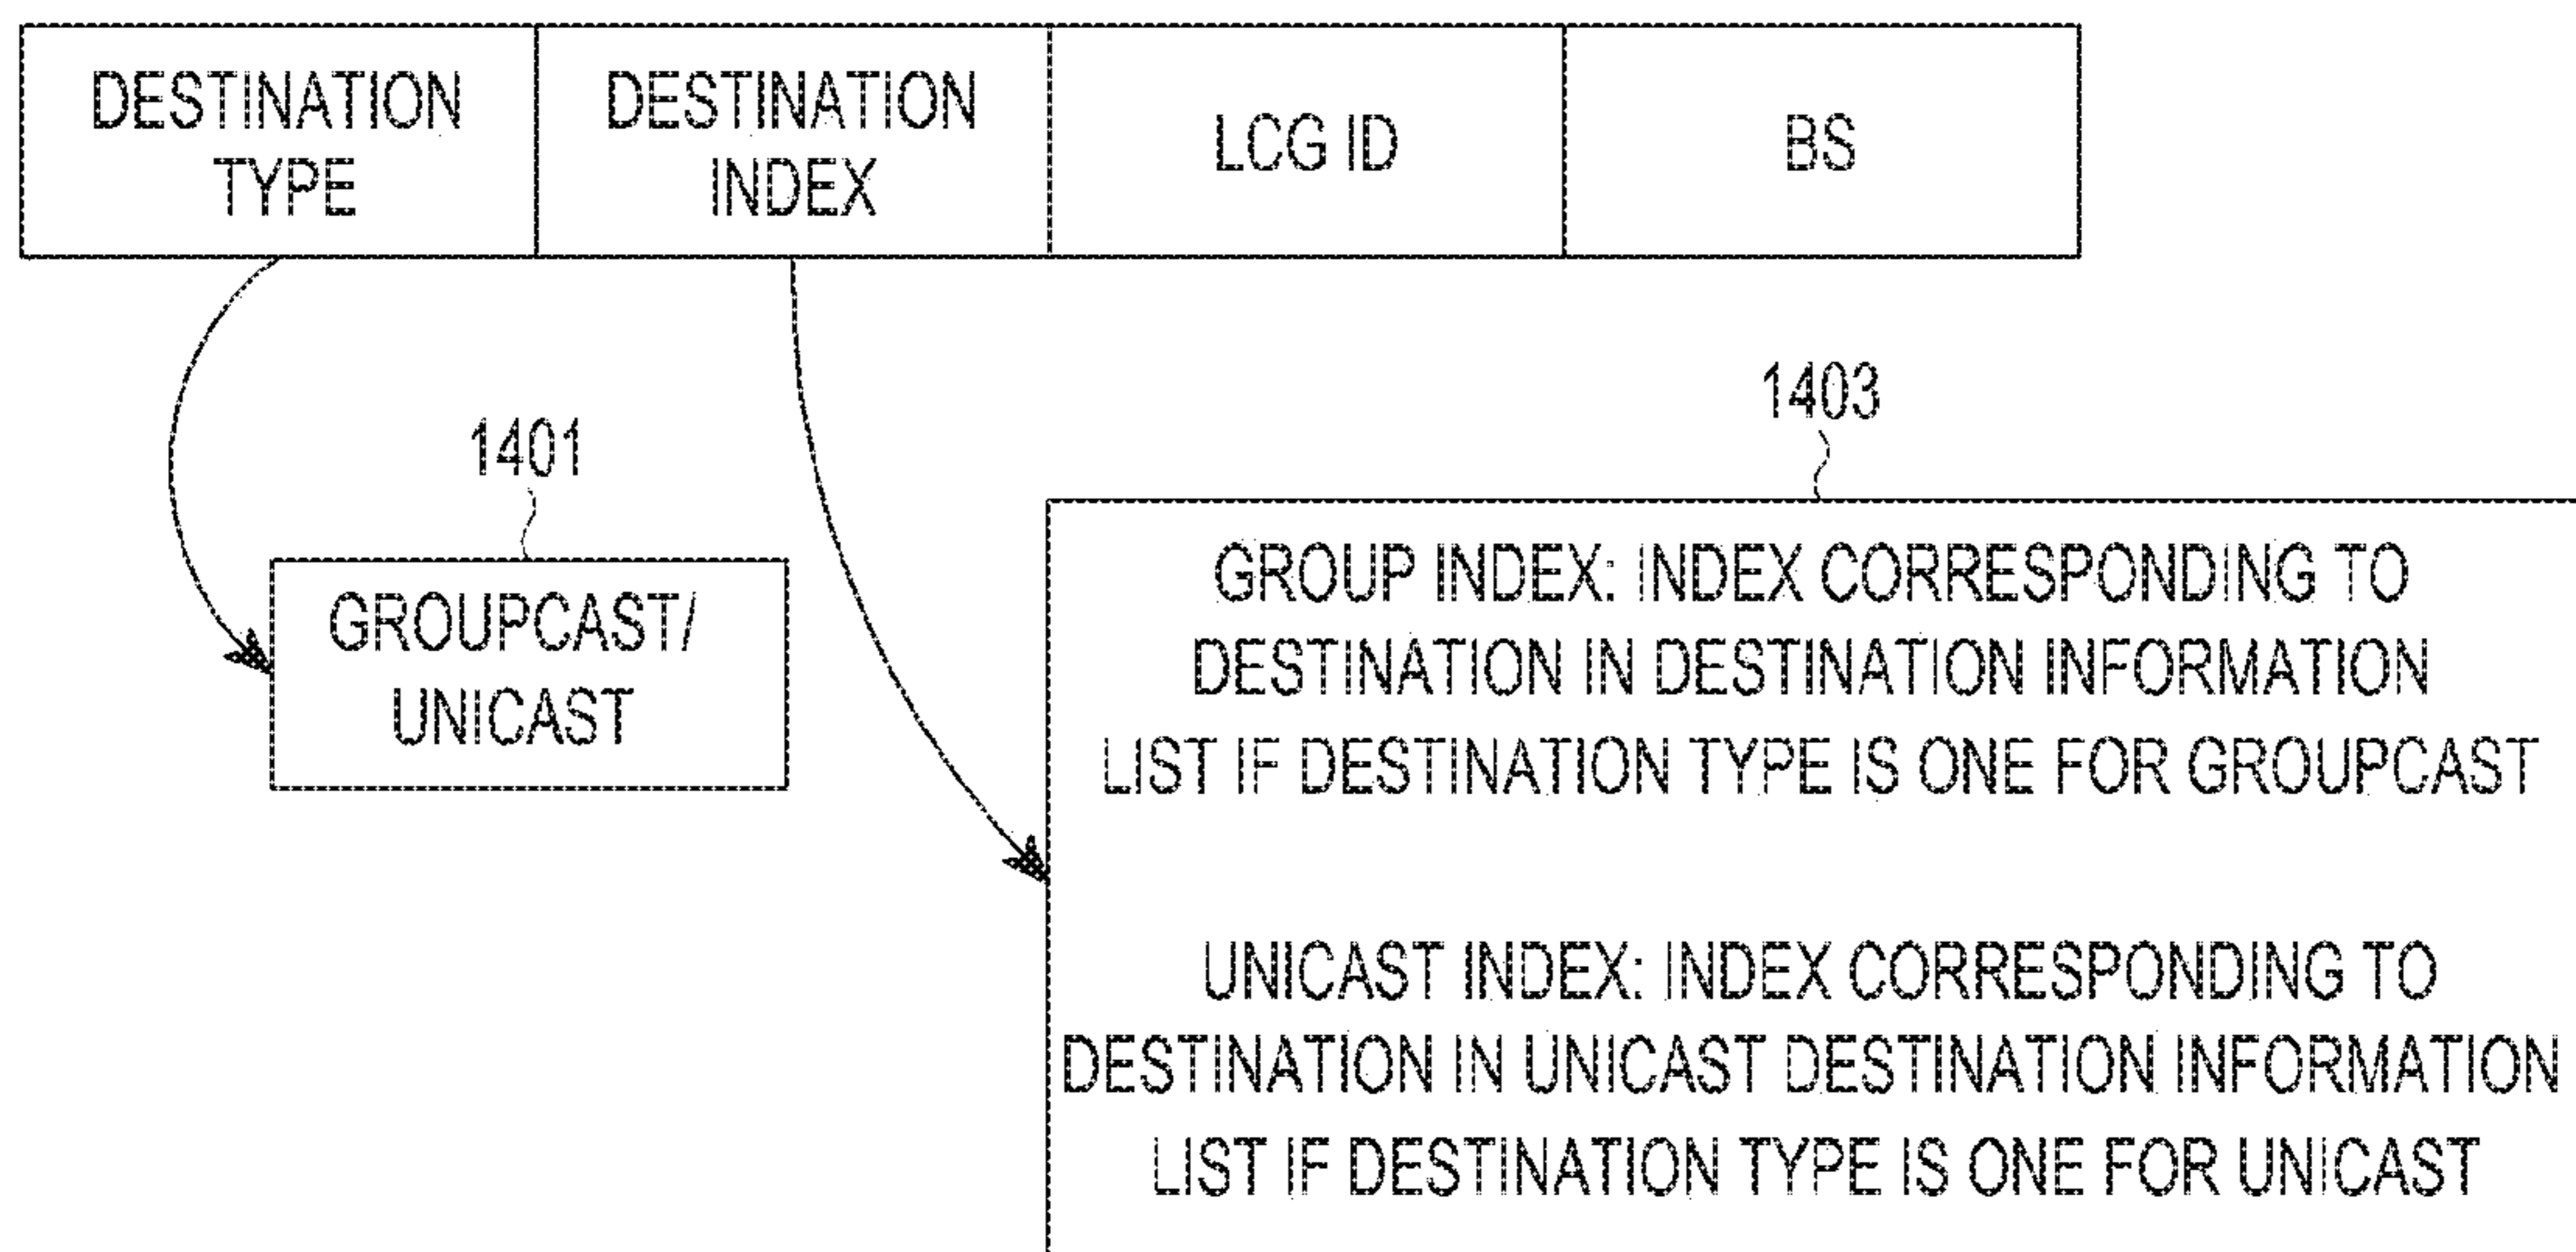 DESTINATION
TYPE
DESTINATION
INDEX
LCG ID
BS
1401
GROUPCAST/
UNICAST
1403
GROUP INDEX: INDEX CORRESPONDING TO
DESTINATION IN DESTINATION INFORMATION
LIST IF DESTINATION TYPE IS ONE FOR GROUPCAST
UNICAST INDEX: INDEX CORRESPONDING TO
DESTINATION IN UNICAST DESTINATION INFORMATION
LIST IF DESTINATION TYPE IS ONE FOR UNICAST